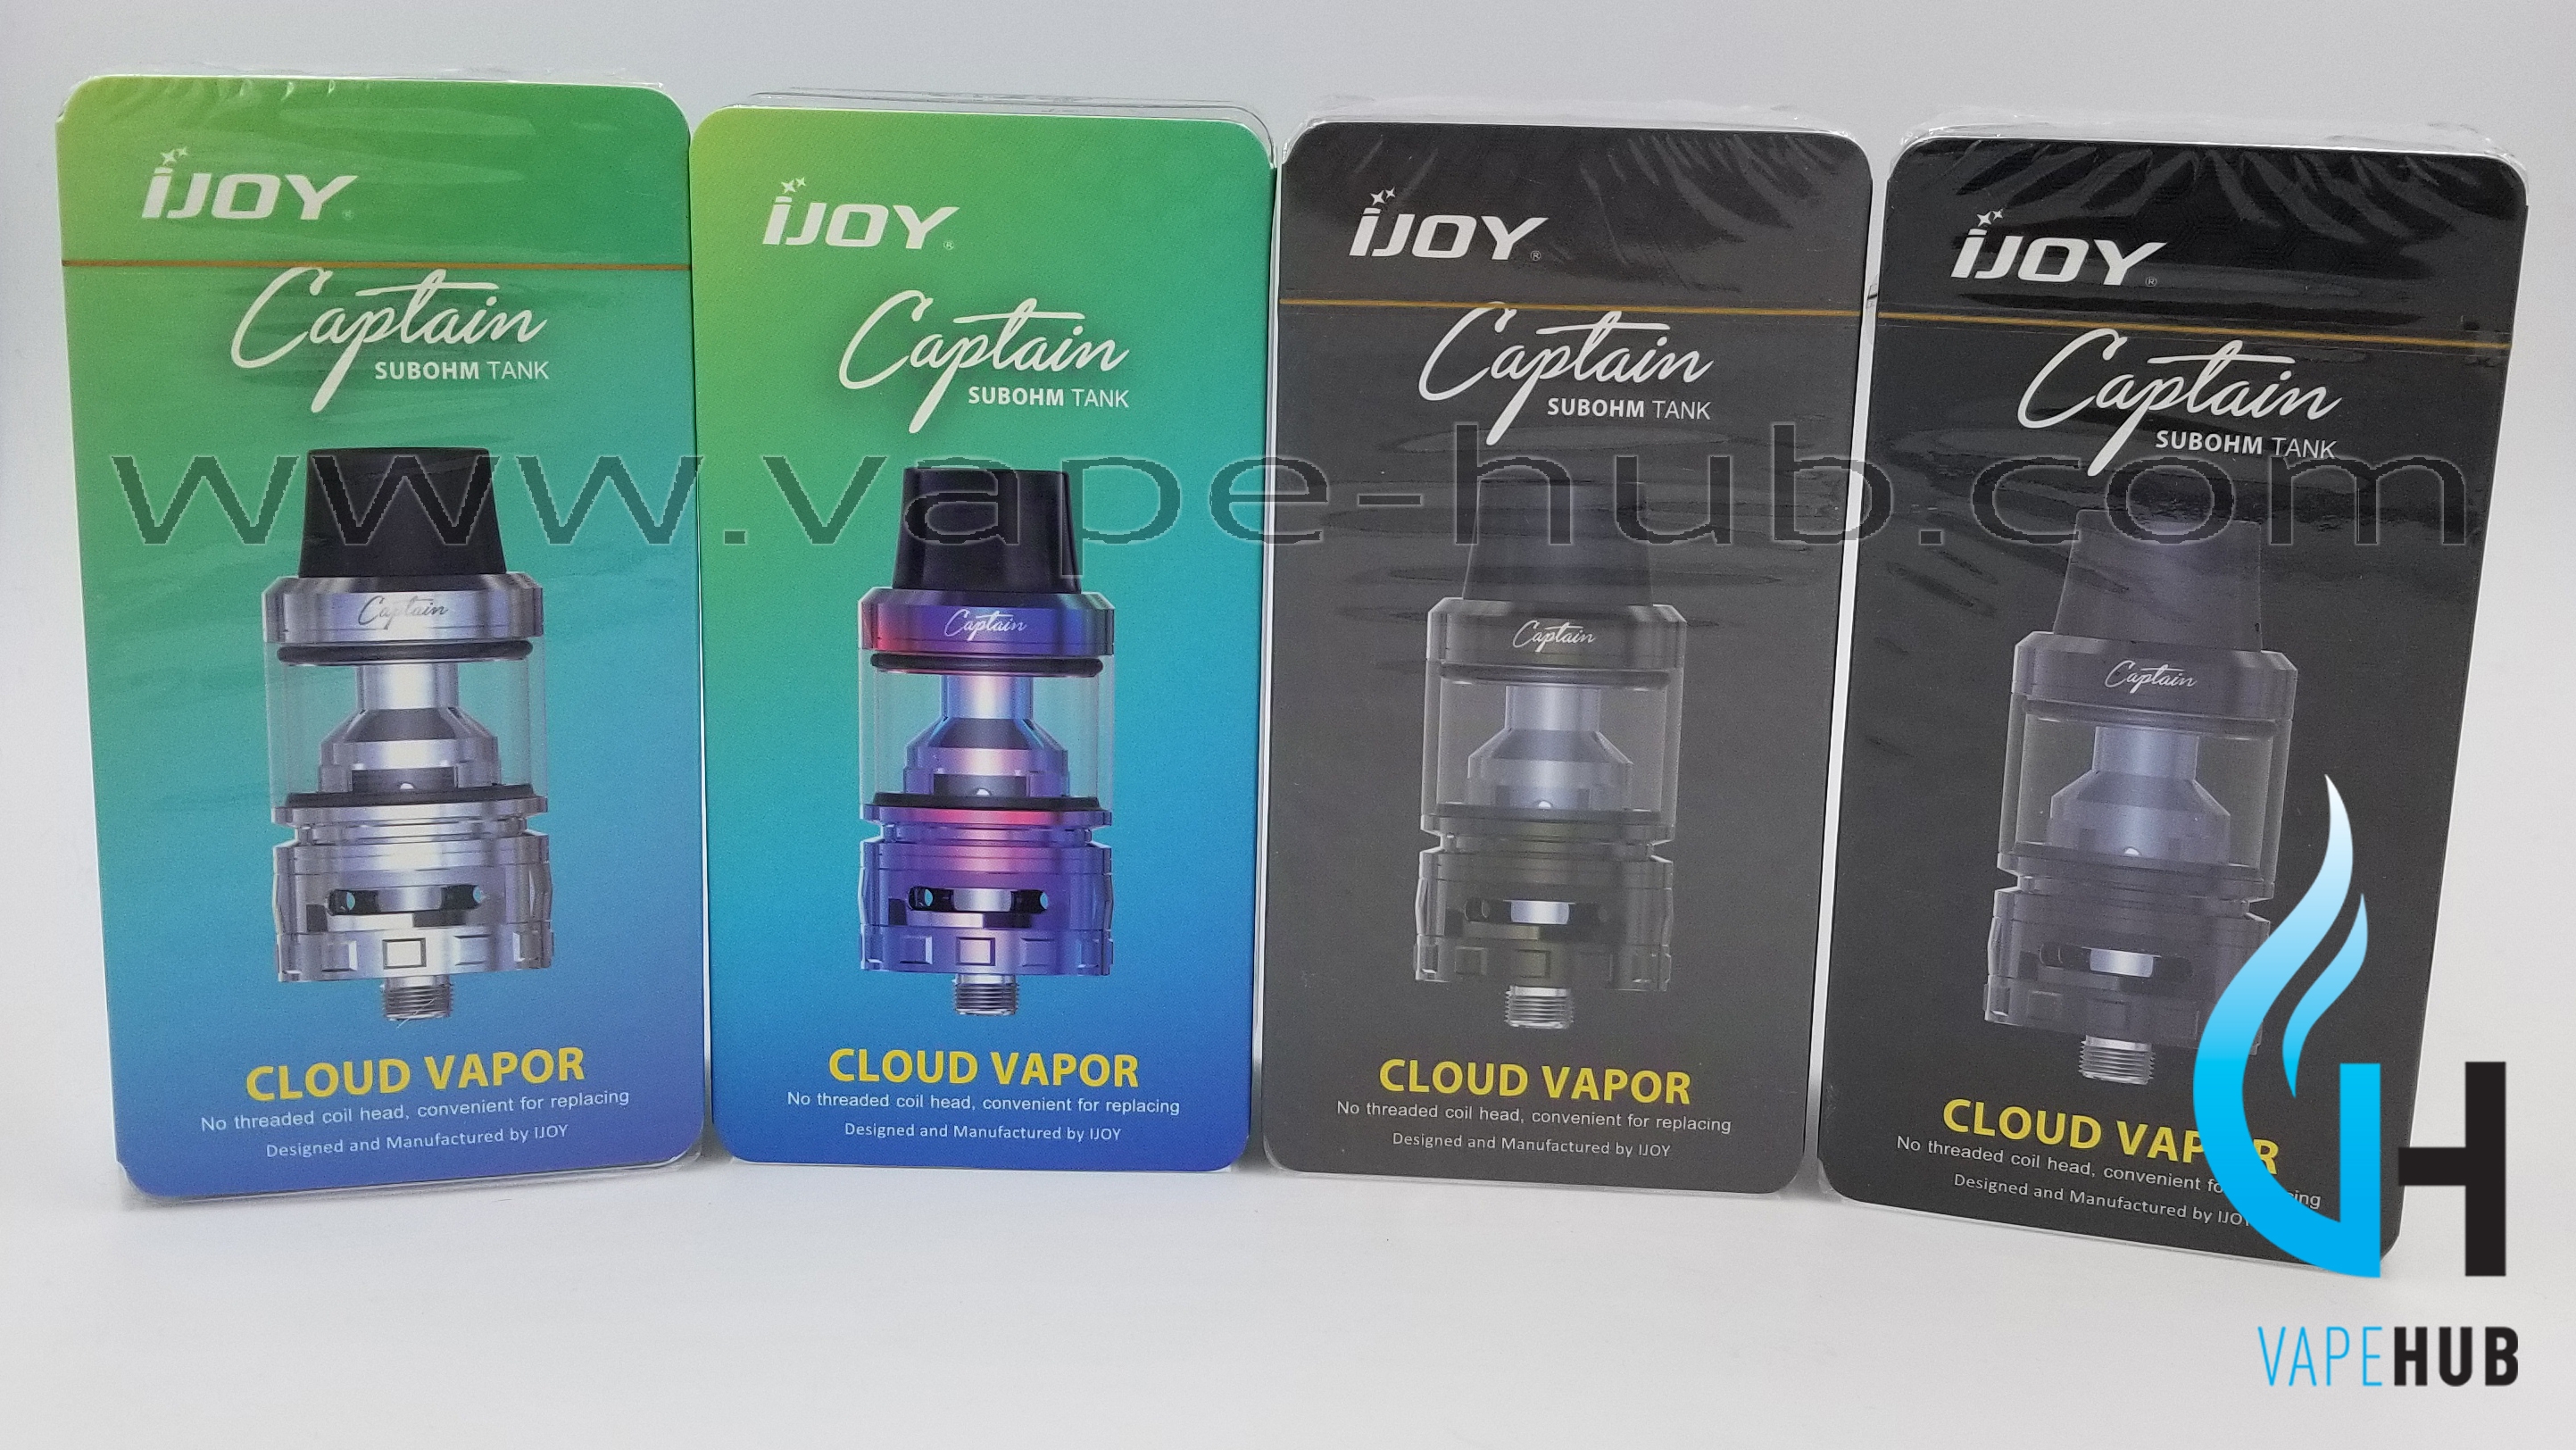 iJOY®
Captain
SUBOHM TANK
Captain
CLOUD VAPOR
No threaded coil head, convenient for replacing
Designed and Manufactured by IJOY
iJOY®
Captain
SUBOHM TANK
Captain
CLOUD VAPOR
No threaded coil head, convenient for replacing
Designed and Manufactured by IJOY
iJOY®
Captain
SUBOHM TANK
Captain
CLOUD VAPOR
No threaded coil head, convenient for replacing
Designed and Manufactured by IJOY
iJOY®
Captain
SUBOHM TANK
Captain
CLOUD VAPOR
No threaded coil head, convenient for replacing
Designed and Manufactured by IJOY
www.vape-hub.com
VH
VAPEHUB